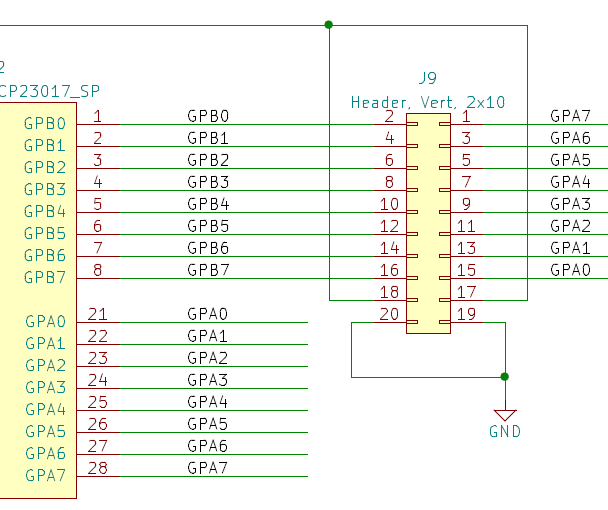 2
CP23017_SP
J9
Header, Vert, 2x10
GPB0 1 GPB0 2 1 GPA7
GPB1 2 GPB1 4 3 GPA6
GPB2 3 GPB2 6 5 GPA5
GPB3 4 GPB3 8 7 GPA4
GPB4 5 GPB4 10 9 GPA3
GPB5 6 GPB5 12 11 GPA2
GPB6 7 GPB6 14 13 GPA1
GPB7 8 GPB7 16 15 GPA0
18 17
GPA0 21 GPA0 20 19
GPA1 22 GPA1
GPA2 23 GPA2
GPA3 24 GPA3
GPA4 25 GPA4
GPA5 26 GPA5
GPA6 27 GPA6
GPA7 28 GPA7
GND